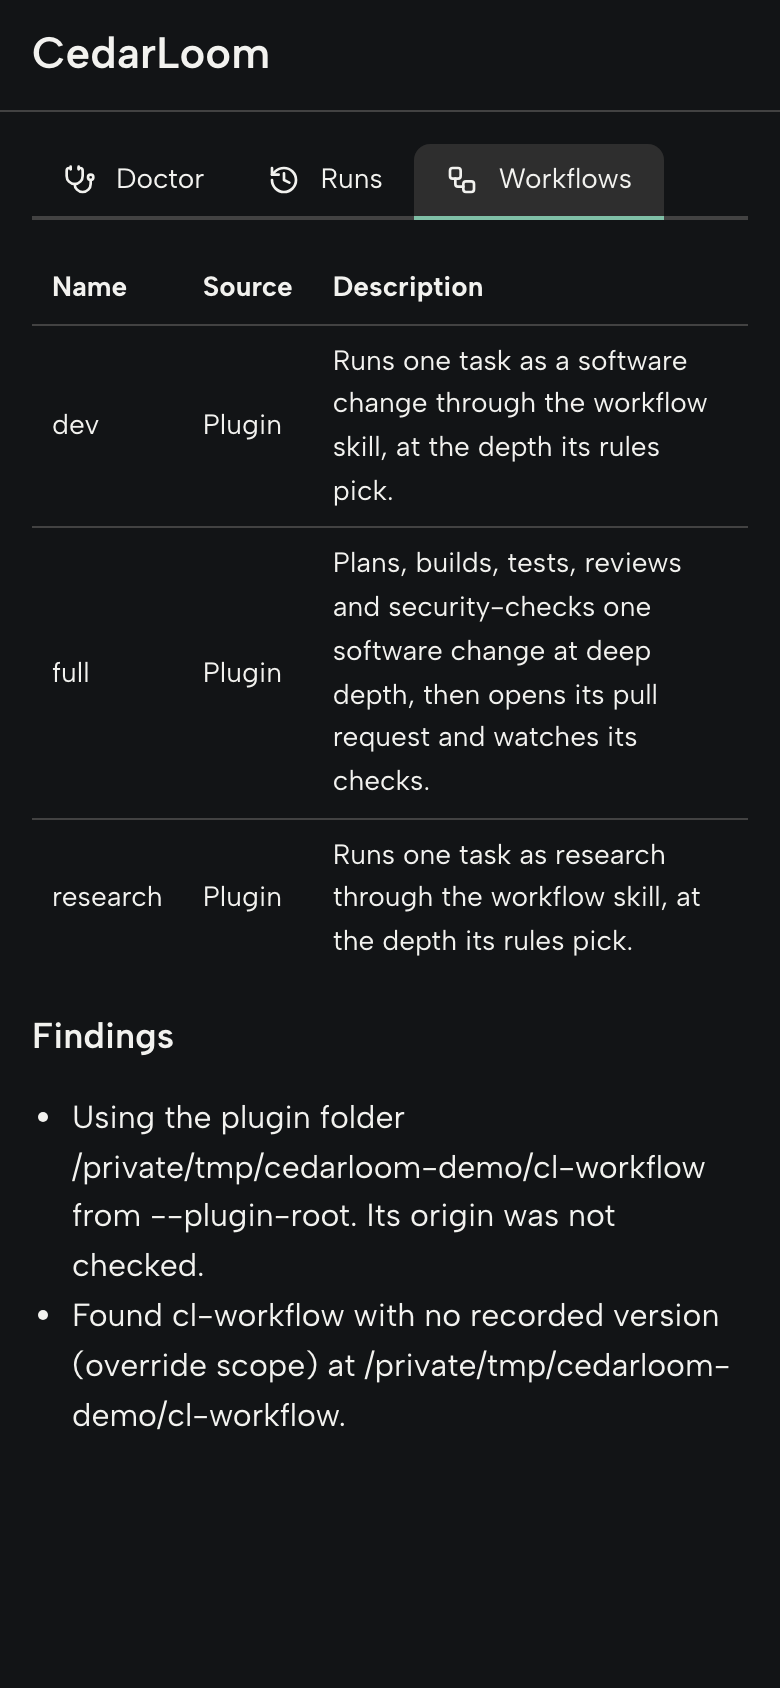 CedarLoom
Doctor Runs Workflows
Name Source Description
dev Plugin Runs one task as a software
change through the workflow
skill, at the depth its rules
pick.
full Plugin Plans, builds, tests, reviews
and security-checks one
software change at deep
depth, then opens its pull
request and watches its
checks.
research Plugin Runs one task as research
through the workflow skill, at
the depth its rules pick.
Findings
• Using the plugin folder
/private/tmp/cedarloom-demo/cl-workflow
from --plugin-root. Its origin was not
checked.
• Found cl-workflow with no recorded version
(override scope) at /private/tmp/cedarloom-
demo/cl-workflow.